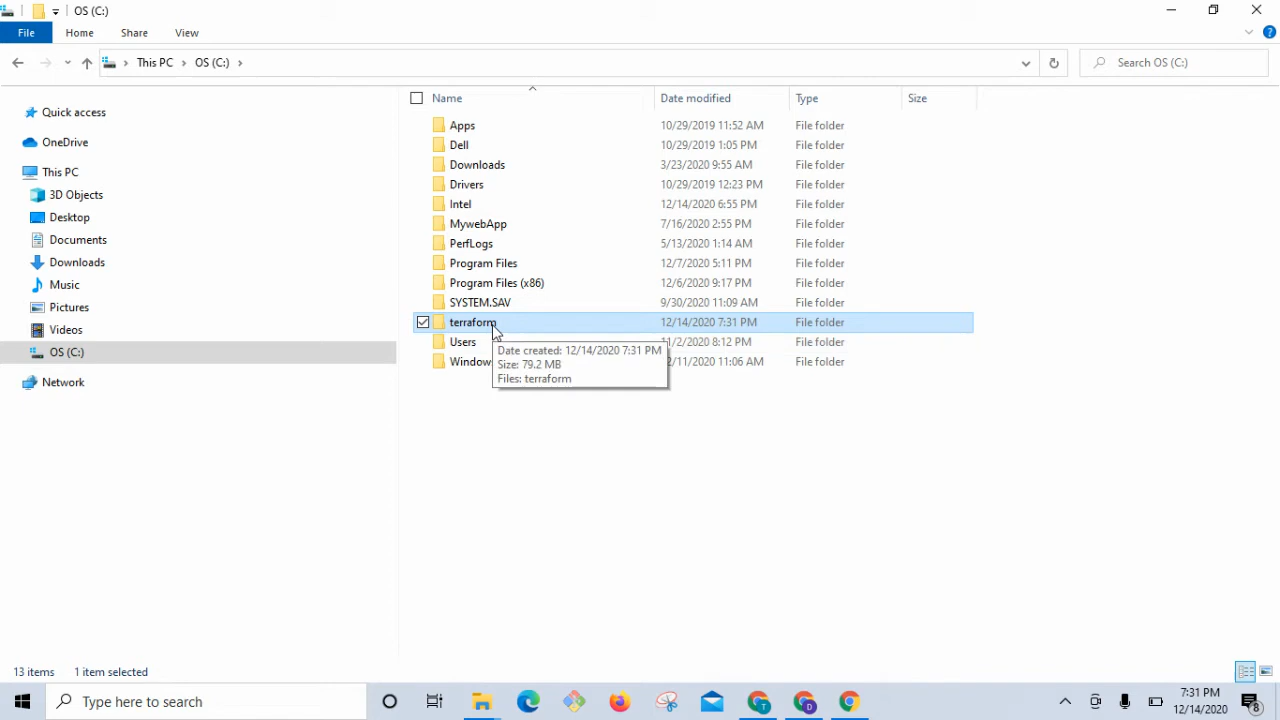 OS (C:)
File Home Share View
This PC OS (C:) Search OS (C:)
Quick access
OneDrive
This PC
3D Objects
Desktop
Documents
Downloads
Music
Pictures
Videos
OS (C:)
Network
Name Date modified Type Size
Apps 10/29/2019 11:52 AM File folder
Dell 10/29/2019 1:05 PM File folder
Downloads 3/23/2020 9:55 AM File folder
Drivers 10/29/2019 12:23 PM File folder
Intel 12/14/2020 6:55 PM File folder
MywebApp 7/16/2020 2:55 PM File folder
PerfLogs 5/13/2020 1:14 AM File folder
Program Files 12/7/2020 5:11 PM File folder
Program Files (x86) 12/6/2020 9:17 PM File folder
SYSTEM.SAV 9/30/2020 11:09 AM File folder
terraform 12/14/2020 7:31 PM File folder
Users 8:12 PM File folder
11:06 AM File folder
Date created: 12/14/2020 7:31 PM
Size: 79.2 MB
Files: terraform
13 items 1 item selected
Type here to search
T D
7:31 PM
12/14/2020
8